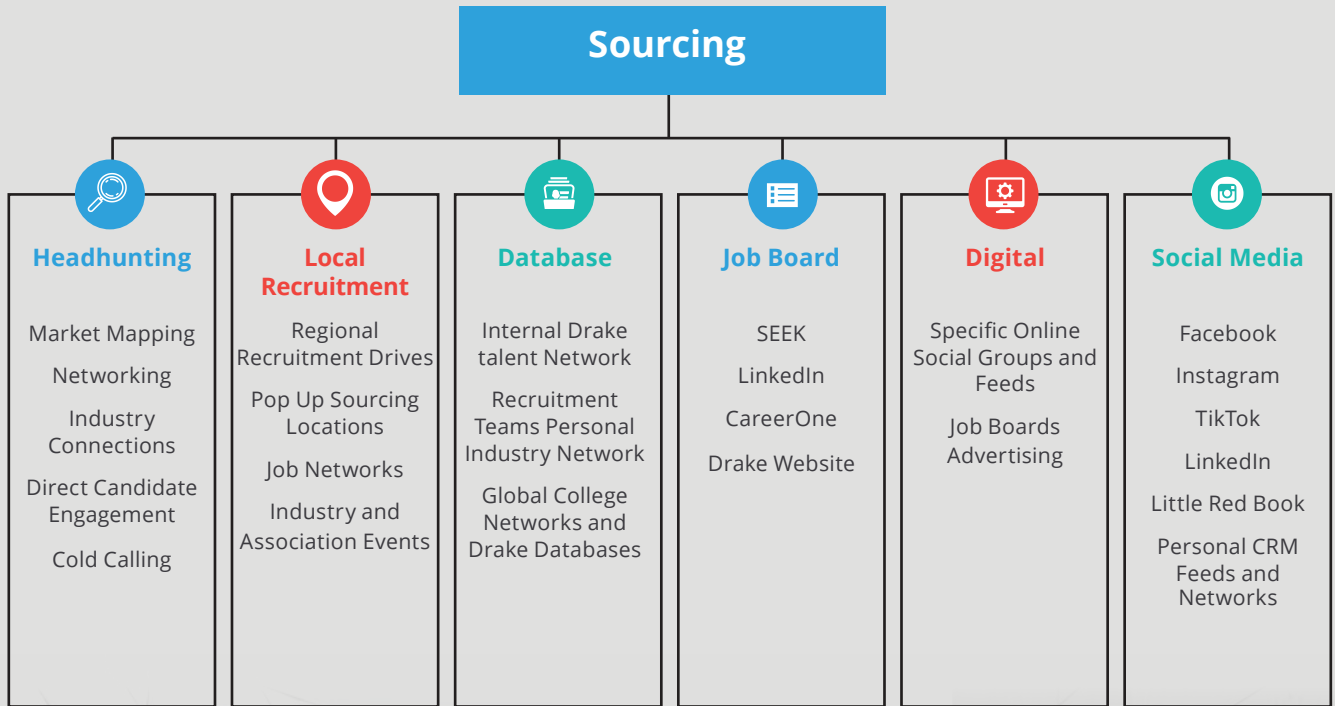 Sourcing
Headhunting
Market Mapping
Networking
Industry
Connections
Direct Candidate
Engagement
Cold Calling
Local
Recruitment
Regional
Recruitment Drives
Pop Up Sourcing
Locations
Job Networks
Industry and
Association Events
Database
Internal Drake
talent Network
Recruitment
Teams Personal
Industry Network
Global College
Networks and
Drake Databases
Job Board
SEEK
LinkedIn
CareerOne
Drake Website
Digital
Specific Online
Social Groups and
Feeds
Job Boards
Advertising
Social Media
Facebook
Instagram
TikTok
LinkedIn
Little Red Book
Personal CRM
Feeds and
Networks